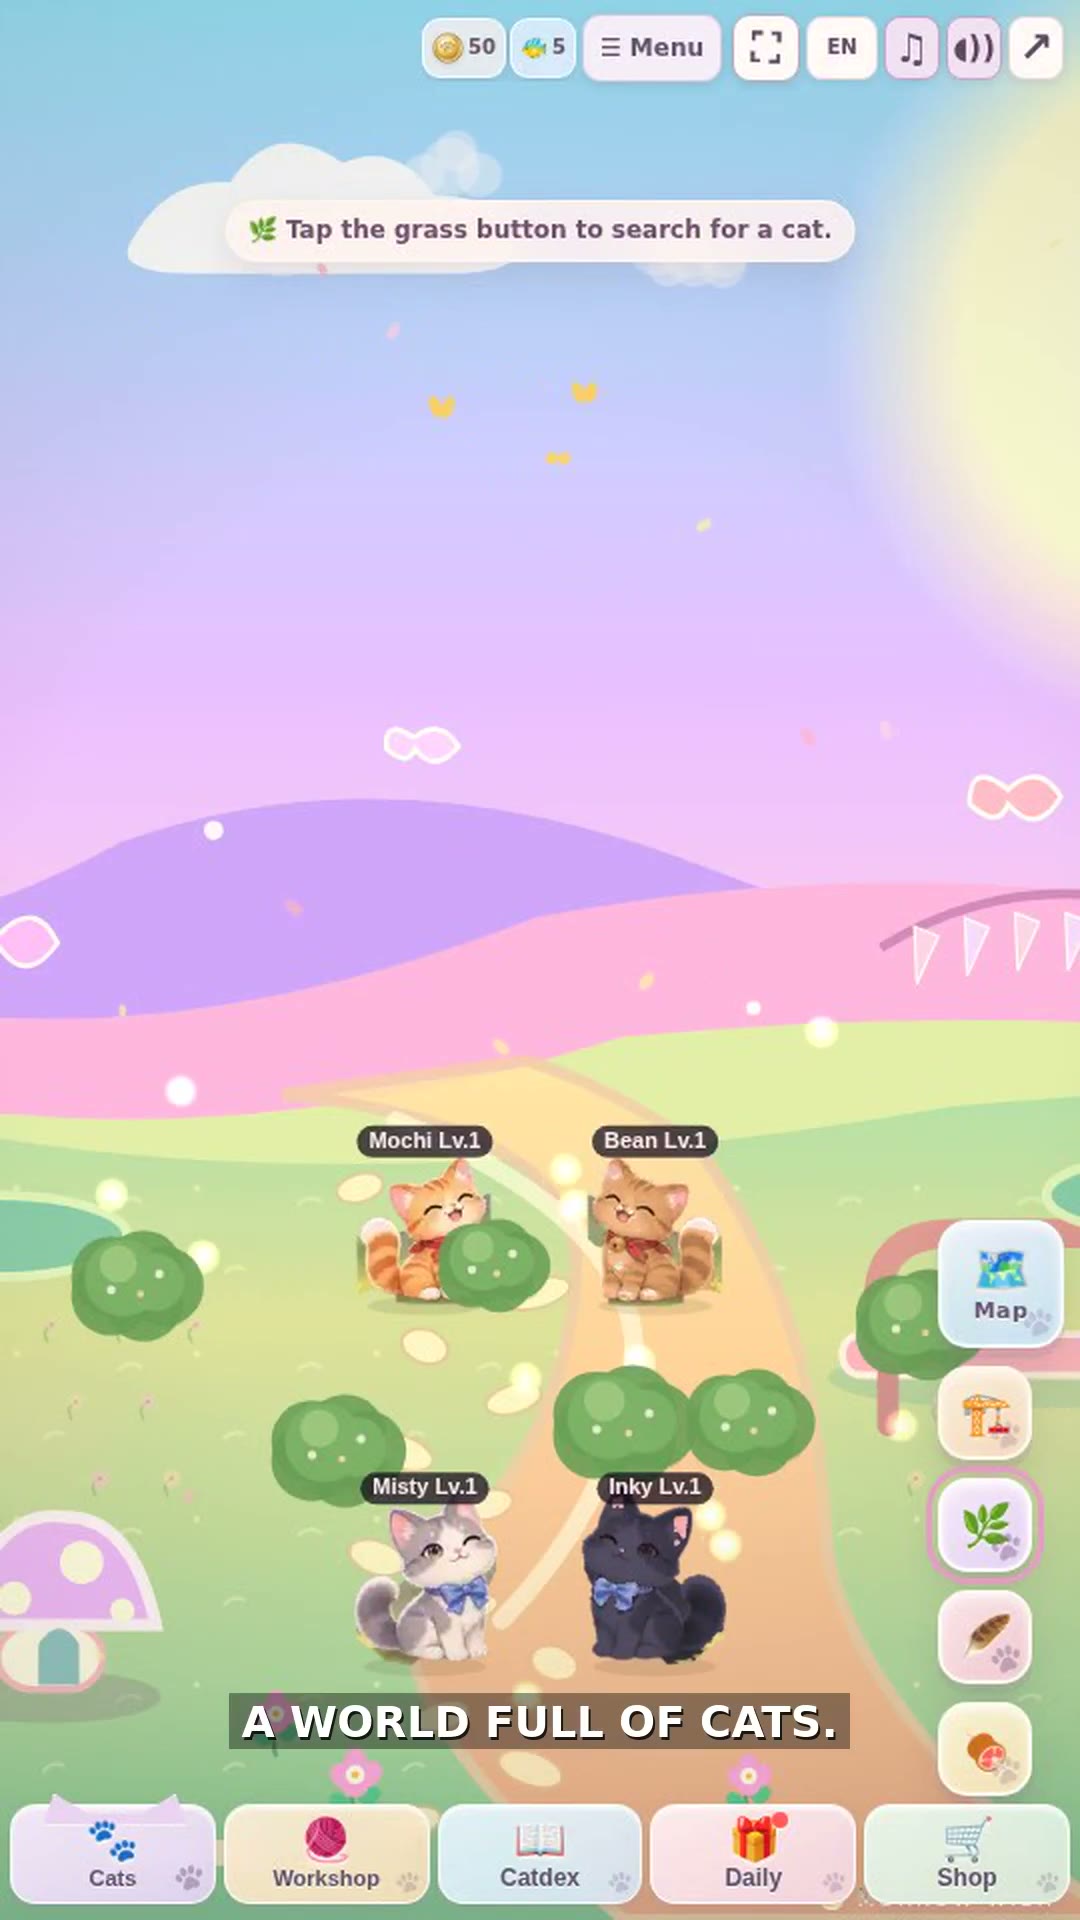 50
5
☰ Menu
EN
Tap the grass button to search for a cat.
Mochi Lv.1
Bean Lv.1
Map
Misty Lv.1
Inky Lv.1
A WORLD FULL OF CATS.
Cats
Workshop
Catdex
Daily
Shop